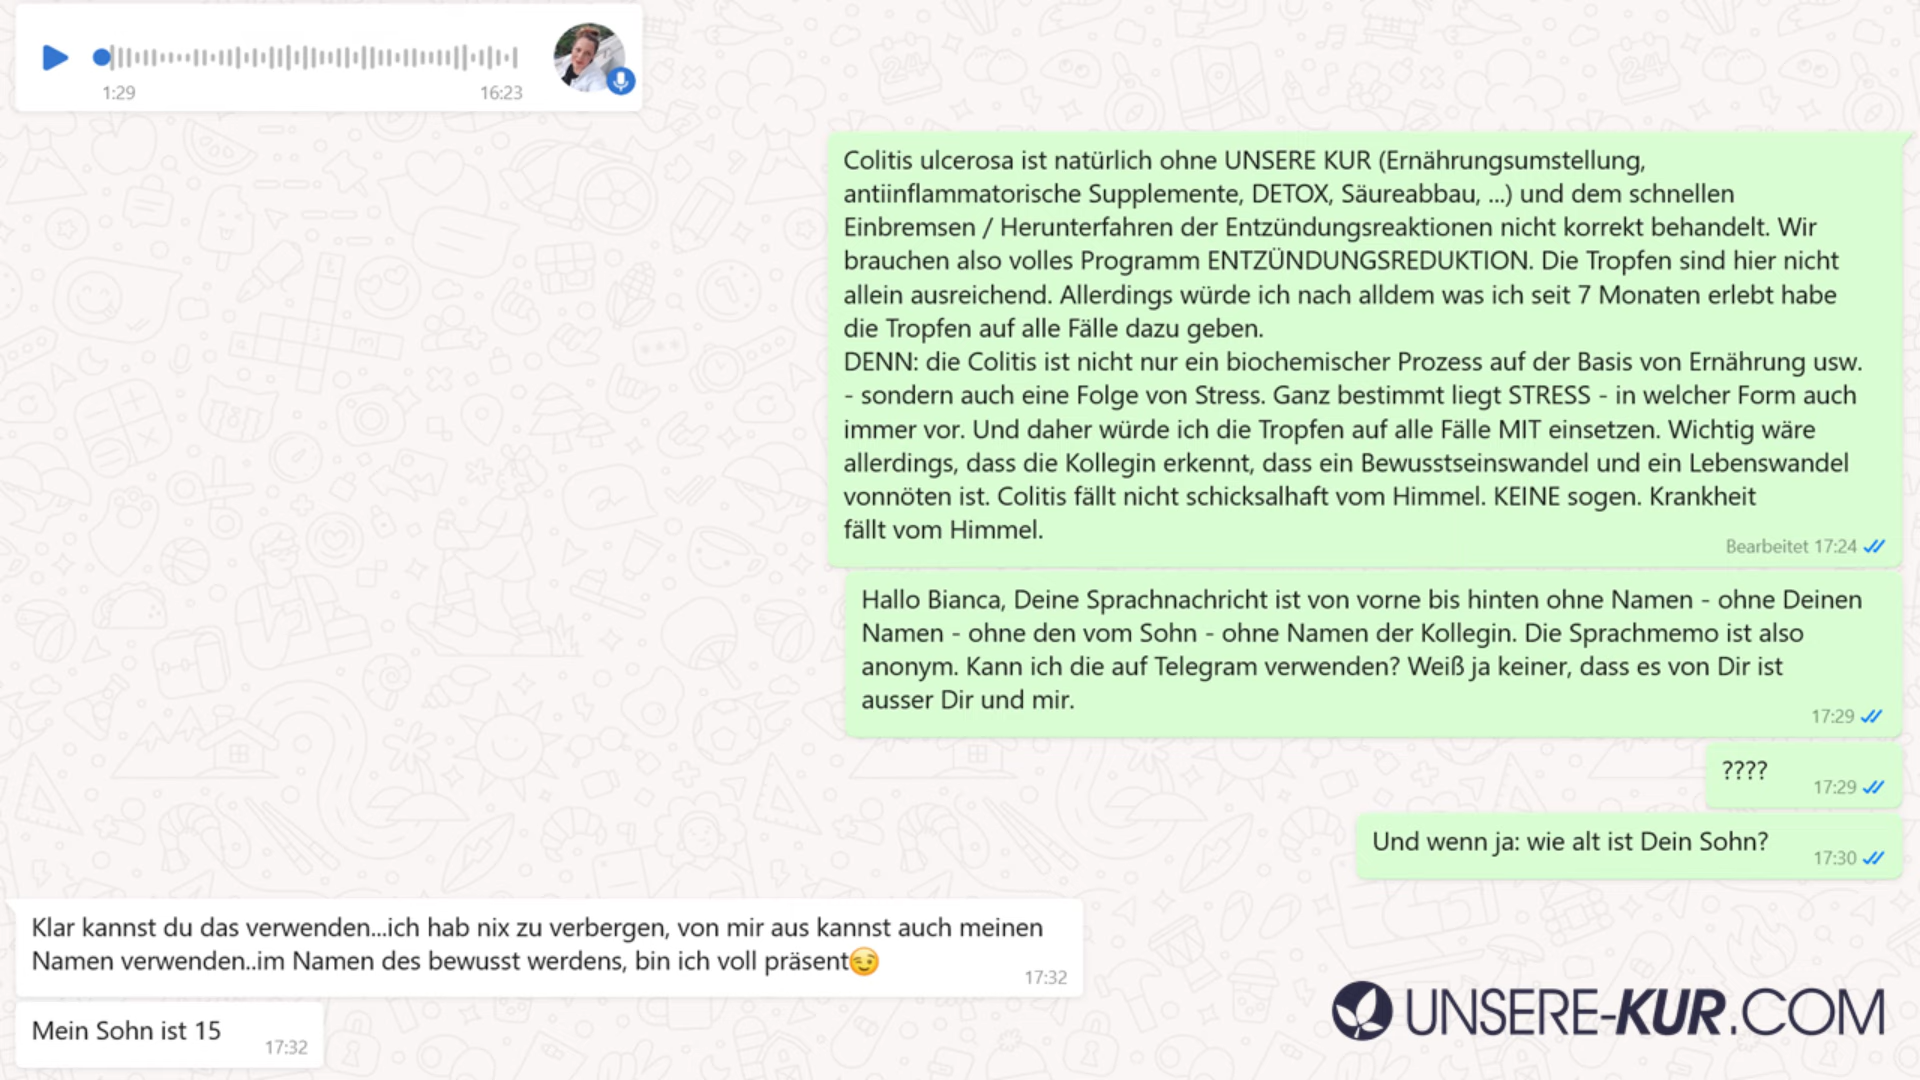 1:29
16:23
Colitis ulcerosa ist natürlich ohne UNSERE KUR (Ernährungsumstellung,
antiinflammatorische Supplemente, DETOX, Säureabbau, ...) und dem schnellen
Einbremsen / Herunterfahren der Entzündungsreaktionen nicht korrekt behandelt. Wir
brauchen also volles Programm ENTZÜNDUNGSREDUKTION. Die Tropfen sind hier nicht
allein ausreichend. Allerdings würde ich nach alldem was ich seit 7 Monaten erlebt habe
die Tropfen auf alle Fälle dazu geben.
DENN: die Colitis ist nicht nur ein biochemischer Prozess auf der Basis von Ernährung usw.
- sondern auch eine Folge von Stress. Ganz bestimmt liegt STRESS - in welcher Form auch
immer vor. Und daher würde ich die Tropfen auf alle Fälle MIT einsetzen. Wichtig wäre
allerdings, dass die Kollegin erkennt, dass ein Bewusstseinswandel und ein Lebenswandel
vonnöten ist. Colitis fällt nicht schicksalhaft vom Himmel. KEINE sogen. Krankheit
fällt vom Himmel.
Bearbeitet 17:24
Hallo Bianca, Deine Sprachnachricht ist von vorne bis hinten ohne Namen - ohne Deinen
Namen - ohne den vom Sohn - ohne Namen der Kollegin. Die Sprachmemo ist also
anonym. Kann ich die auf Telegram verwenden? Weiß ja keiner, dass es von Dir ist
ausser Dir und mir.
17:29
????
17:29
Und wenn ja: wie alt ist Dein Sohn?
17:30
Klar kannst du das verwenden...ich hab nix zu verbergen, von mir aus kannst auch meinen
Namen verwenden..im Namen des bewusst werdens, bin ich voll präsent😉
17:32
Mein Sohn ist 15
17:32
UNSERE-KUR.COM